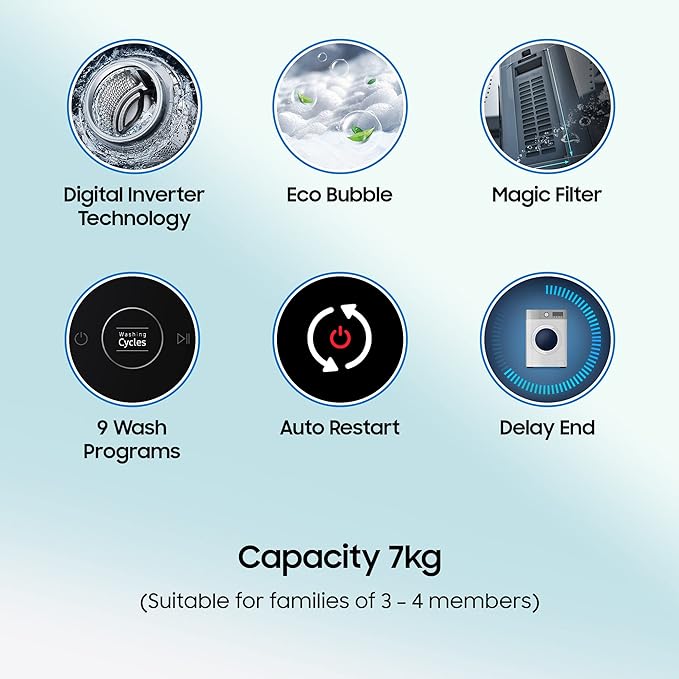 Digital Inverter
Technology
Eco Bubble
Magic Filter
Washing
Cycles
9 Wash
Programs
Auto Restart
Delay End
Capacity 7kg
(Suitable for families of 3 – 4 members)